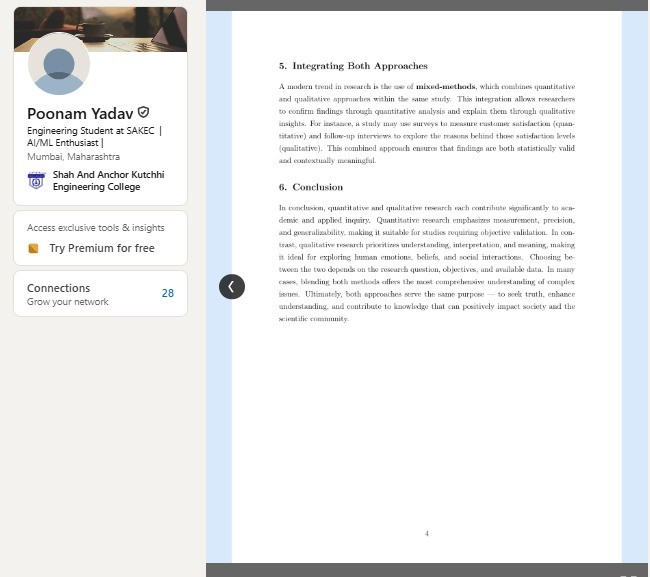 Poonam Yadav
Engineering Student at SAKEC |
AI/ML Enthusiast |
Mumbai, Maharashtra
Shah And Anchor Kutchhi
Engineering College
Access exclusive tools & insights
Try Premium for free
Connections
28
Grow your network
5. Integrating Both Approaches
A modern trend in research is the use of mixed-methods, which combines quantitative
and qualitative approaches within the same study. This integration allows researchers
to confirm findings through quantitative analysis and explain them through qualitative
insights. For instance, a study may use surveys to measure customer satisfaction (quan-
titative) and follow-up interviews to explore the reasons behind those satisfaction levels
(qualitative). This combined approach ensures that findings are both statistically valid
and contextually meaningful.
6. Conclusion
In conclusion, quantitative and qualitative research each contribute significantly to aca-
demic and applied inquiry. Quantitative research emphasizes measurement, precision,
and generalizability, making it suitable for studies requiring objective validation. In con-
trast, qualitative research prioritizes understanding, interpretation, and meaning, making
it ideal for exploring human emotions, beliefs, and social interactions. Choosing be-
tween the two depends on the research question, objectives, and available data. In many
cases, blending both methods offers the most comprehensive understanding of complex
issues. Ultimately, both approaches serve the same purpose — to seek truth, enhance
understanding, and contribute to knowledge that can positively impact society and the
scientific community.
4